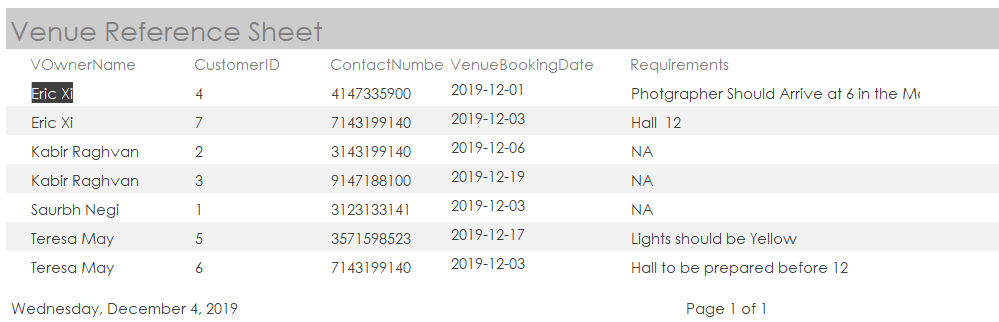 Venue Reference Sheet
VOwnerName CustomerID ContactNumber VenueBookingDate Requirements
Eric Xi 4 4147335900 2019-12-01 Photgrapher Should Arrive at 6 in the Mo
Eric Xi 7 7143199140 2019-12-03 Hall 12
Kabir Raghvan 2 3143199140 2019-12-06 NA
Kabir Raghvan 3 9147188100 2019-12-19 NA
Saurbh Negi 1 3123133141 2019-12-03 NA
Teresa May 5 3571598523 2019-12-17 Lights should be Yellow
Teresa May 6 7143199140 2019-12-03 Hall to be prepared before 12
Wednesday, December 4, 2019 Page 1 of 1